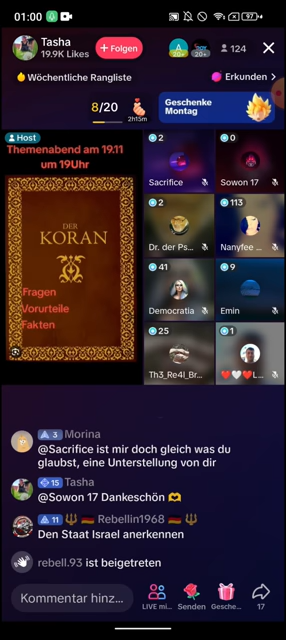 01:00
97
Tasha
19.9K Likes
+ Folgen
20+
20+
124
Wöchentliche Rangliste
Erkunden >
8/20
2h15m
Geschenke
Montag
Host
Themenabend am 19.11
um 19Uhr
DER
KORAN
Fragen
Vorurteile
Fakten
2
Sacrifice
0
Sowon 17
2
Dr. der Ps...
113
Nanyfee ...
41
Democratia
9
Emin
25
Th3_Re4l_Br...
1
❤️🤍❤️L...
3 Morina
@Sacrifice ist mir doch gleich was du
glaubst, eine Unterstellung von dir
15 Tasha
@Sowon 17 Dankeschön 🫶
11 🔱 🇩🇪 Rebellin1968 🇩🇪 🔱
Den Staat Israel anerkennen
rebell.93 ist beigetreten
Kommentar hinz...
LIVE mi...
Senden
Gesche...
17